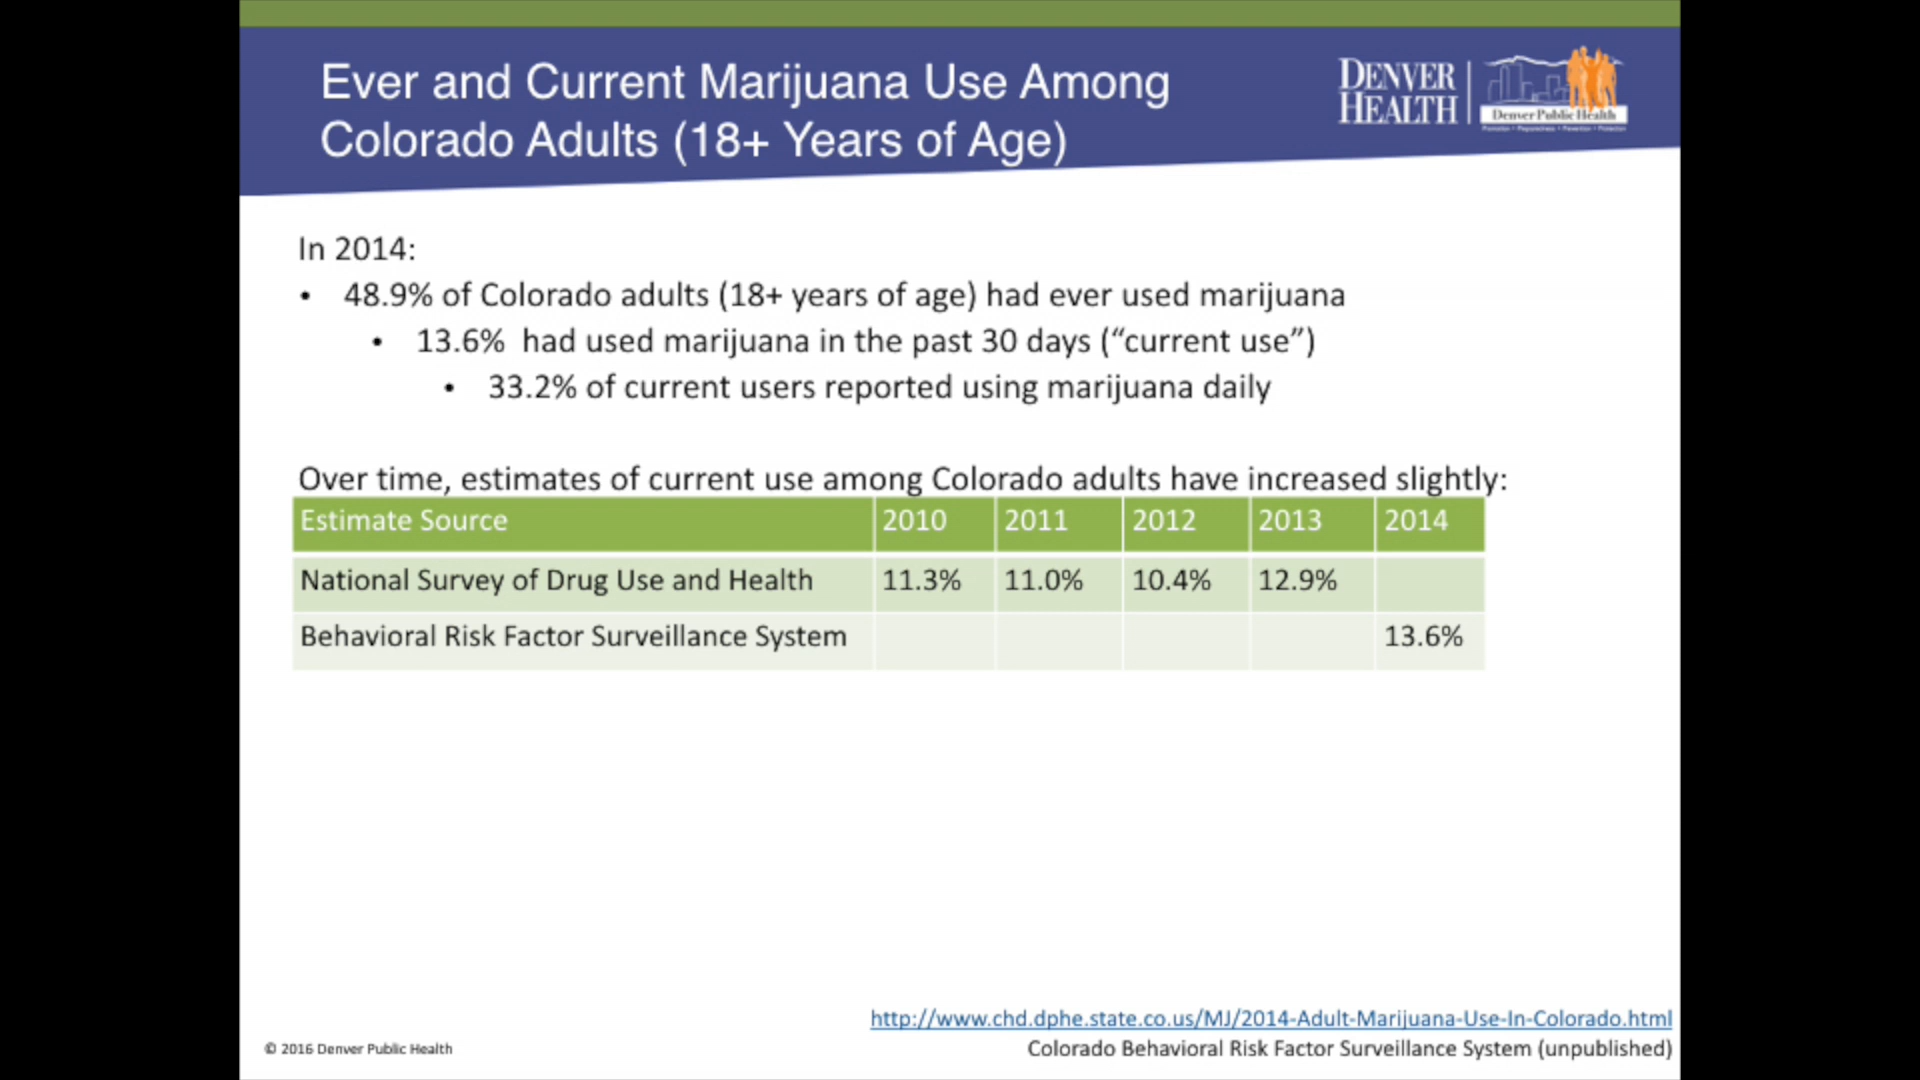 Ever and Current Marijuana Use Among
Colorado Adults (18+ Years of Age)
DENVER
HEALTH
Denver Public Health
Promotion • Preparedness • Prevention • Protection
In 2014:
• 48.9% of Colorado adults (18+ years of age) had ever used marijuana
• 13.6% had used marijuana in the past 30 days (“current use”)
• 33.2% of current users reported using marijuana daily
Over time, estimates of current use among Colorado adults have increased slightly:
Estimate Source 2010 2011 2012 2013 2014
National Survey of Drug Use and Health 11.3% 11.0% 10.4% 12.9%
Behavioral Risk Factor Surveillance System 13.6%
http://www.chd.dphe.state.co.us/MJ/2014-Adult-Marijuana-Use-In-Colorado.html
© 2016 Denver Public Health
Colorado Behavioral Risk Factor Surveillance System (unpublished)